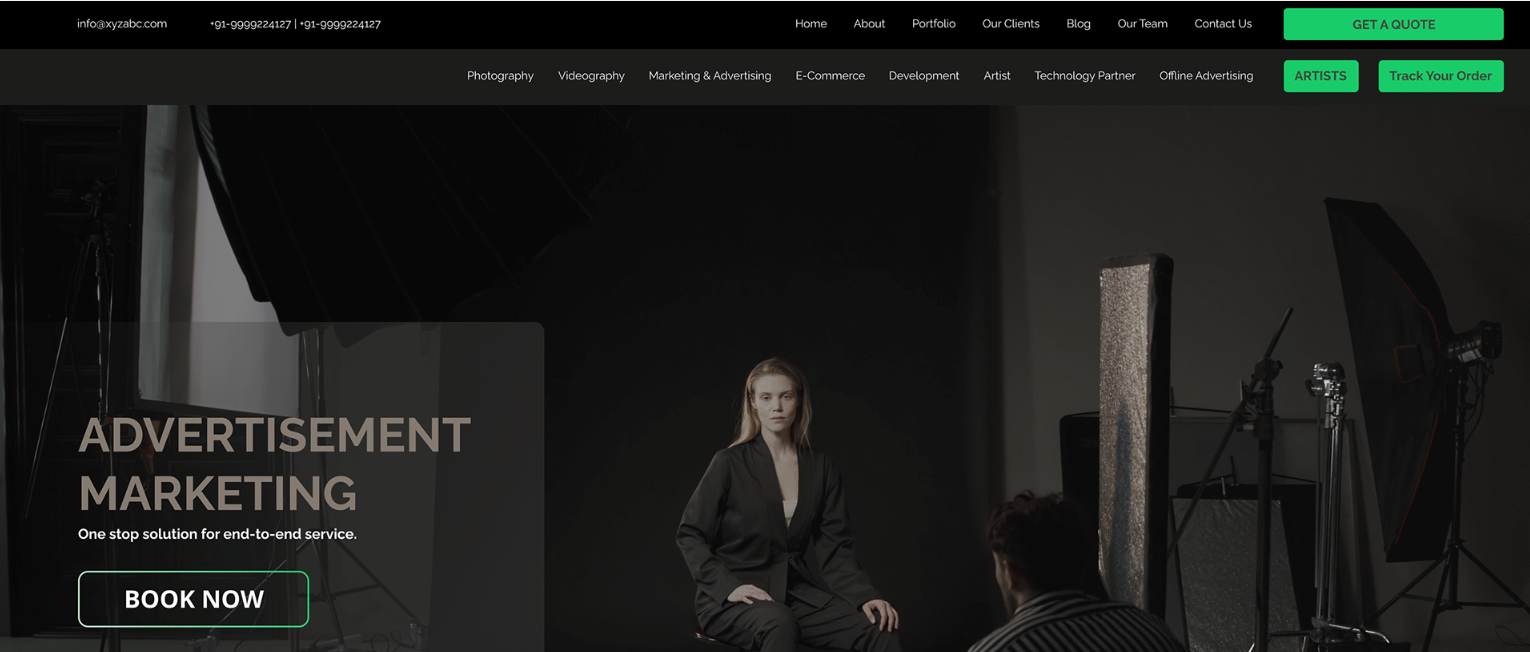 info@xyzabc.com +91-9999224127 | +91-9999224127 Home About Portfolio Our Clients Blog Our Team Contact Us GET A QUOTE
Photography Videography Marketing & Advertising E-Commerce Development Artist Technology Partner Offline Advertising ARTISTS Track Your Order
ADVERTISEMENT
MARKETING
One stop solution for end-to-end service.
BOOK NOW